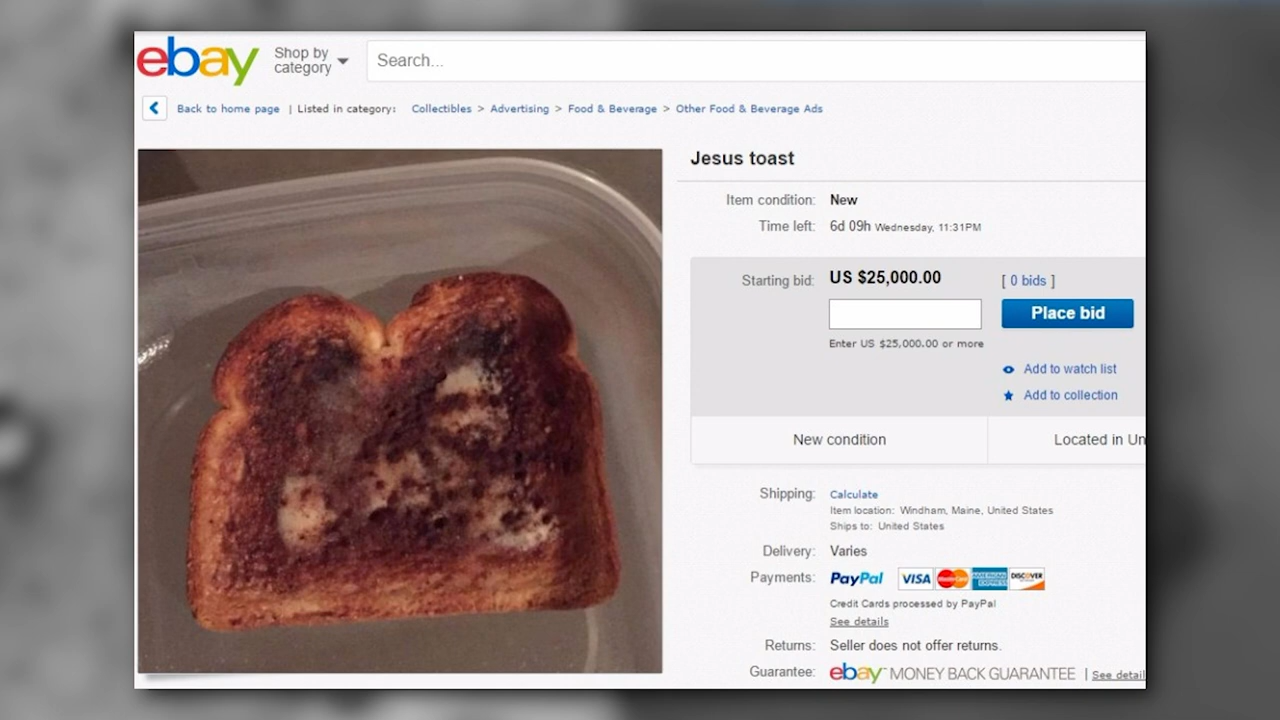 ebay
Shop by
category
Search...
Back to home page | Listed in category: Collectibles > Advertising > Food & Beverage > Other Food & Beverage Ads
Jesus toast
Item condition: New
Time left: 6d 09h Wednesday, 11:31PM
Starting bid: US $25,000.00 [ 0 bids ]
Place bid
Enter US $25,000.00 or more
Add to watch list
Add to collection
New condition Located in Un
Shipping: Calculate
Item location: Windham, Maine, United States
Ships to: United States
Delivery: Varies
Payments: PayPal VISA MasterCard AMERICAN EXPRESS DISCOVER
Credit Cards processed by PayPal
See details
Returns: Seller does not offer returns.
Guarantee: ebay MONEY BACK GUARANTEE | See detail